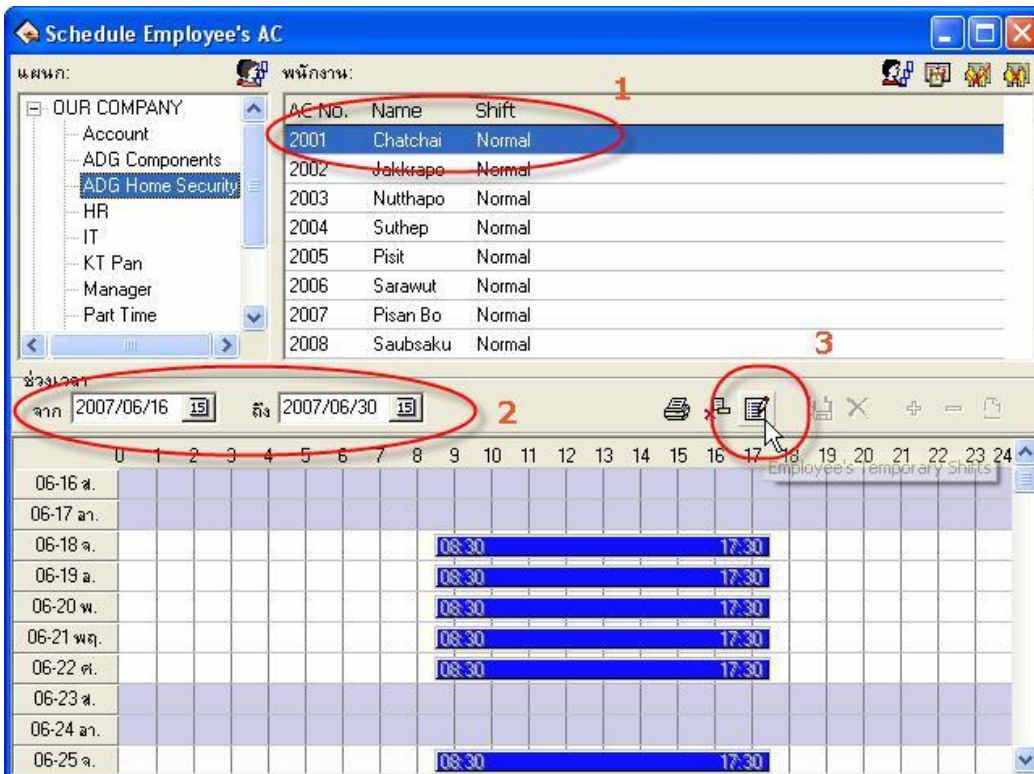 Schedule Employee's AC
แผนก:
พนักงาน:
1
OUR COMPANY
Account
ADG Components
ADG Home Security
HR
IT
KT Pan
Manager
Part Time
AC No. Name Shift
2001 Chatchai Normal
2002 Jakkrapo Normal
2003 Nutthapo Normal
2004 Suthep Normal
2005 Pisit Normal
2006 Sarawut Normal
2007 Pisan Bo Normal
2008 Saubsaku Normal
3
ช่วงเวลา
จาก 2007/06/16 15 ถึง 2007/06/30 15 2
0 1 2 3 4 5 6 7 8 9 10 11 12 13 14 15 16 17 18 19 20 21 22 23 24
Employee's Temporary Shifts
06-16 ส.
06-17 อา.
06-18 จ. 08:30 17:30
06-19 อ. 08:30 17:30
06-20 พ. 08:30 17:30
06-21 พฤ. 08:30 17:30
06-22 ศ. 08:30 17:30
06-23 ส.
06-24 อา.
06-25 จ. 08:30 17:30